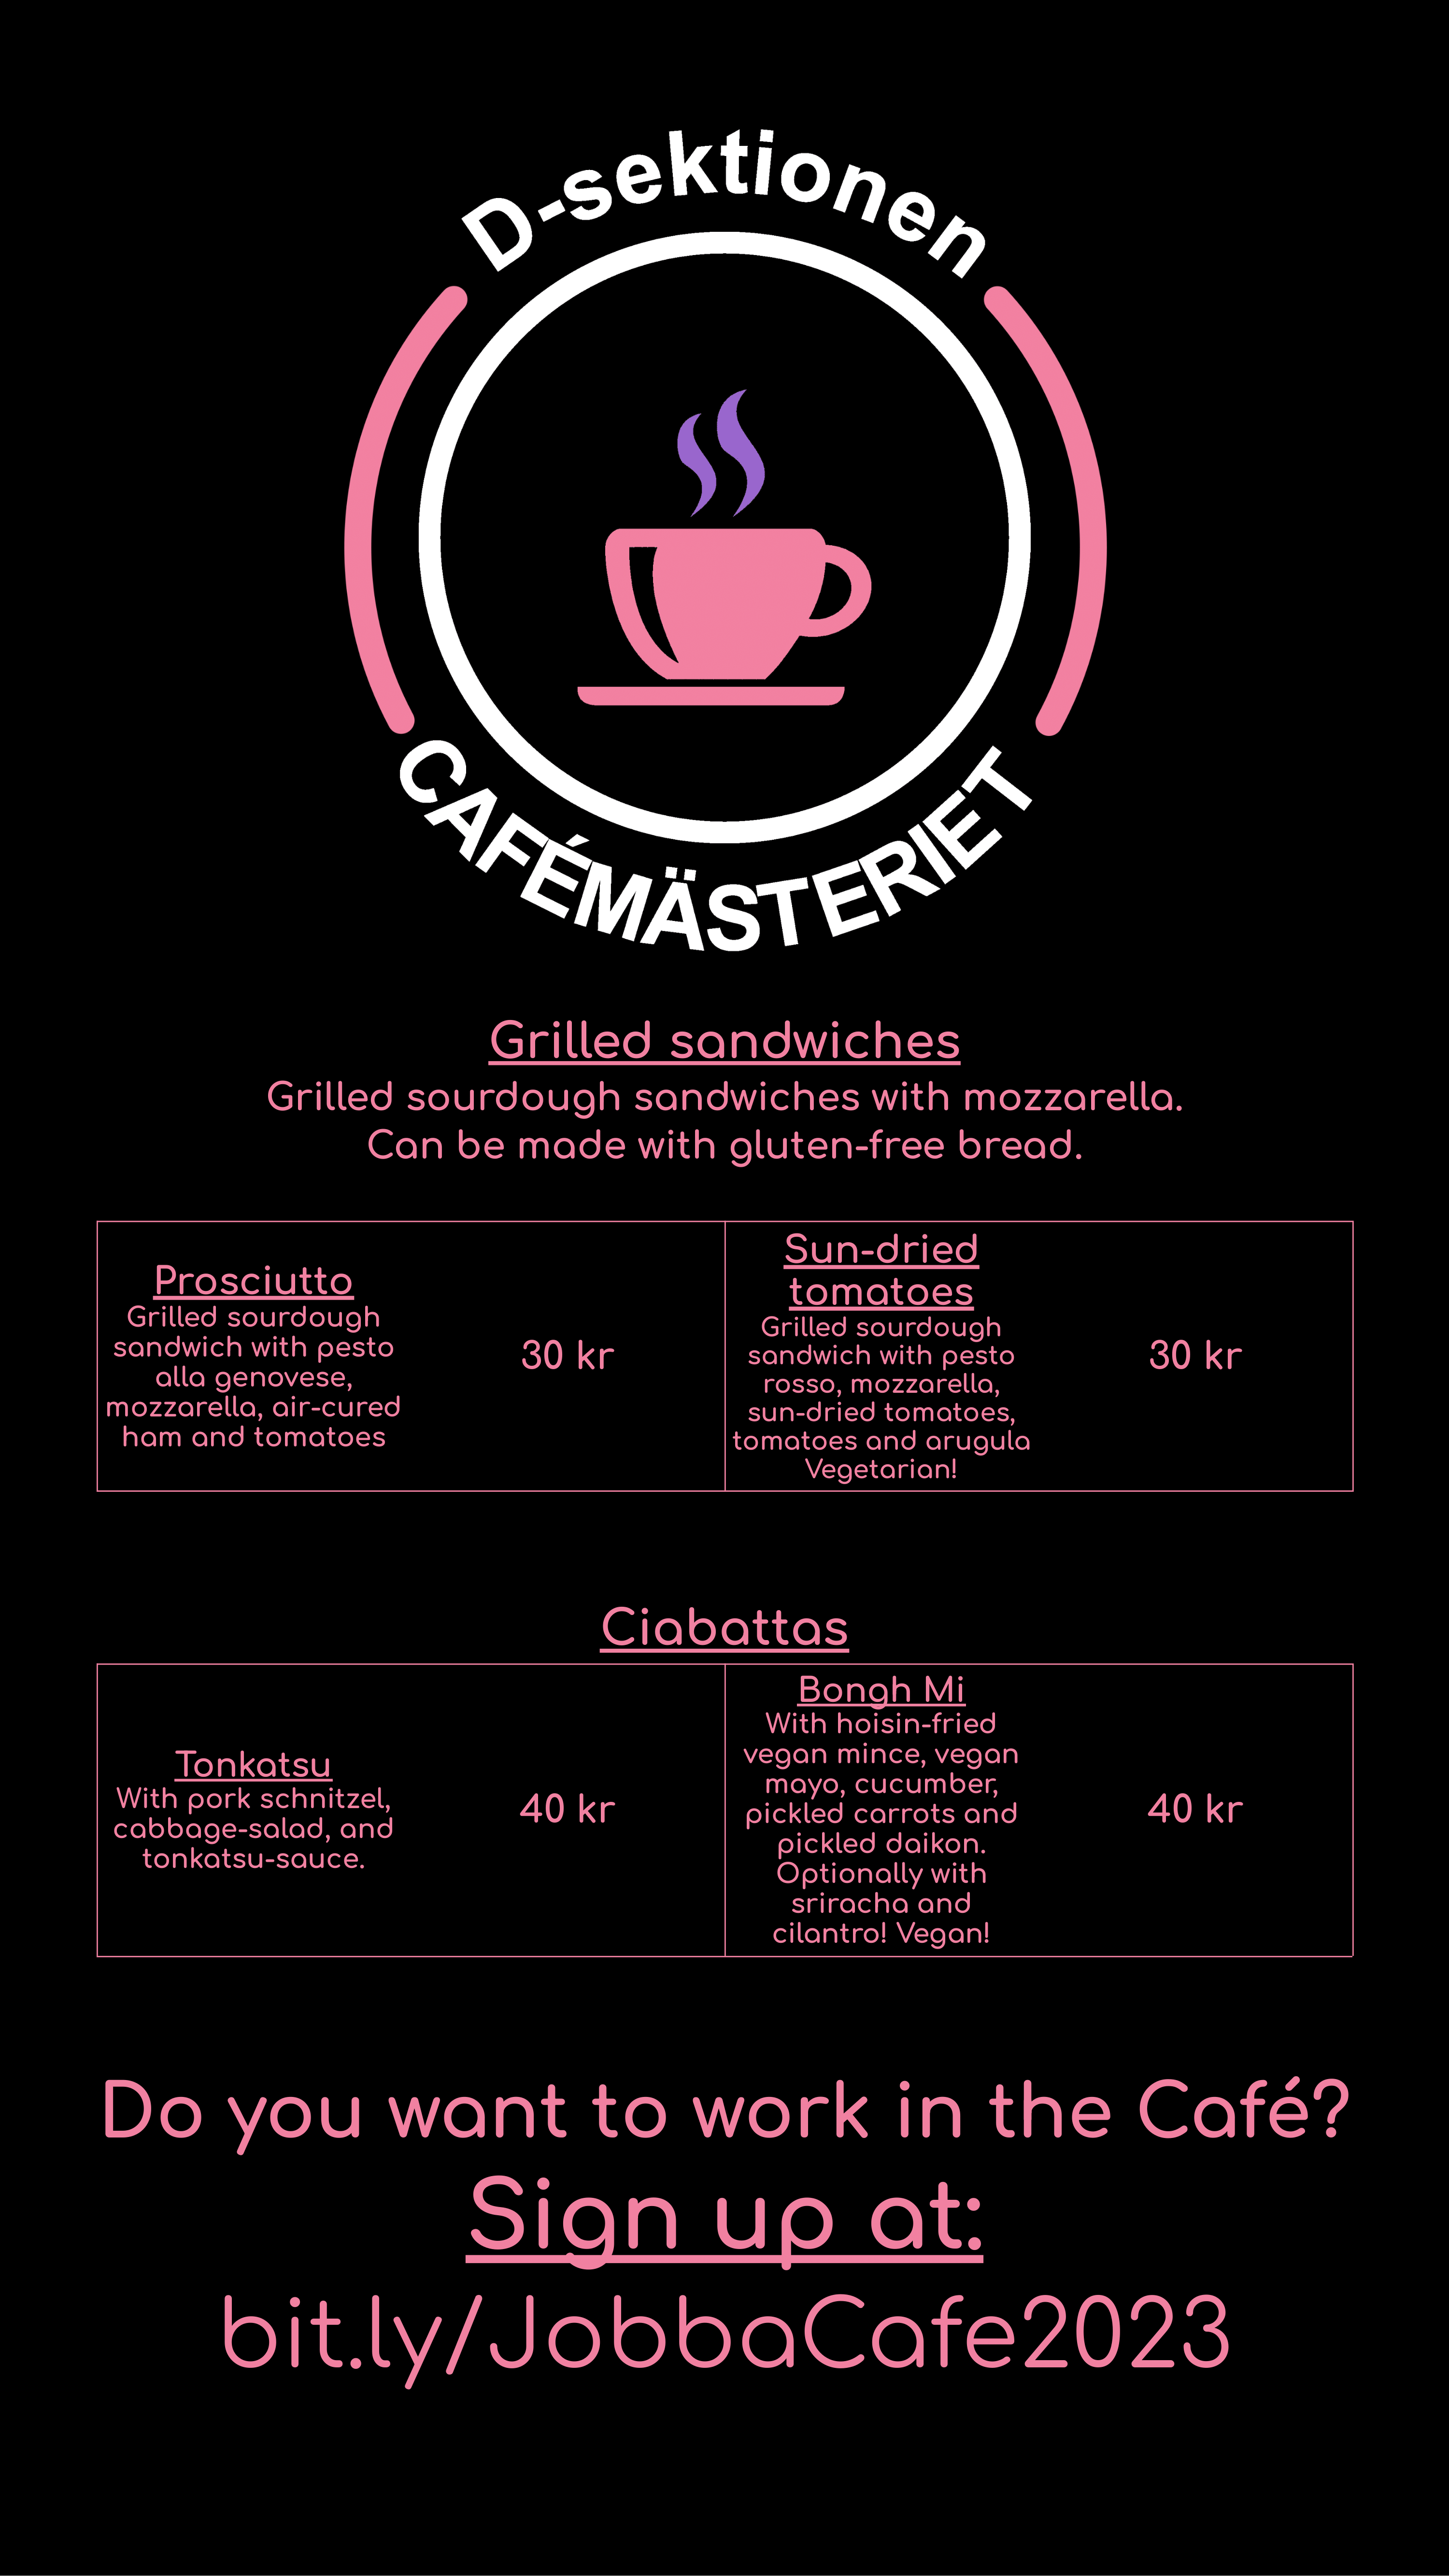 D-sektionen
CAFÉMÄSTERIET
Grilled sandwiches
Grilled sourdough sandwiches with mozzarella.
Can be made with gluten-free bread.
Prosciutto
Grilled sourdough
sandwich with pesto
alla genovese,
mozzarella, air-cured
ham and tomatoes
30 kr
Sun-dried
tomatoes
Grilled sourdough
sandwich with pesto
rosso, mozzarella,
sun-dried tomatoes,
tomatoes and arugula
Vegetarian!
30 kr
Ciabattas
Tonkatsu
With pork schnitzel,
cabbage-salad, and
tonkatsu-sauce.
40 kr
Bongh Mi
With hoisin-fried
vegan mince, vegan
mayo, cucumber,
pickled carrots and
pickled daikon.
Optionally with
sriracha and
cilantro! Vegan!
40 kr
Do you want to work in the Café?
Sign up at:
bit.ly/JobbaCafe2023